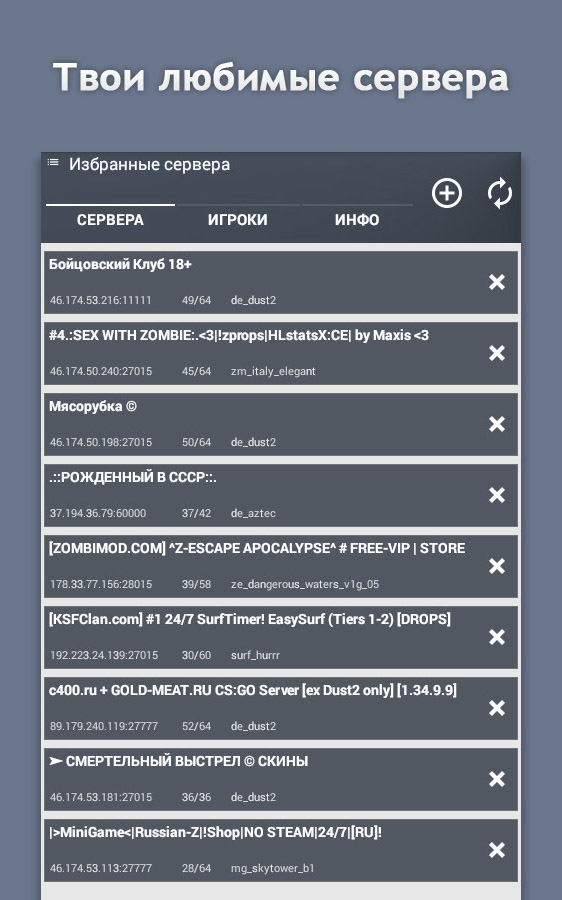 Твои любимые сервера
Избранные сервера
СЕРВЕРА ИГРОКИ ИНФО
Бойцовский Клуб 18+
46.174.53.216:11111 49/64 de_dust2
#4.:SEX WITH ZOMBIE:.<3|!zprops|HLstatsX:CE| by Maxis <3
46.174.50.240:27015 45/64 zm_italy_elegant
Мясорубка ©
46.174.50.198:27015 50/64 de_dust2
.::РОЖДЕННЫЙ В СССР::.
37.194.36.79:60000 37/42 de_aztec
[ZOMBIMOD.COM] ^Z-ESCAPE APOCALYPSE^ # FREE-VIP | STORE
178.33.77.156:28015 39/58 ze_dangerous_waters_v1g_05
[KSFClan.com] #1 24/7 SurfTimer! EasySurf (Tiers 1-2) [DROPS]
192.223.24.139:27015 30/60 surf_hurrr
c400.ru + GOLD-MEAT.RU CS:GO Server [ex Dust2 only] [1.34.9.9]
89.179.240.119:27777 52/64 de_dust2
➢ СМЕРТЕЛЬНЫЙ ВЫСТРЕЛ © СКИНЫ
46.174.53.181:27015 36/36 de_dust2
|>MiniGame<|Russian-Z|!Shop|NO STEAM|24/7|[RU]!
46.174.53.113:27777 28/64 mg_skytower_b1